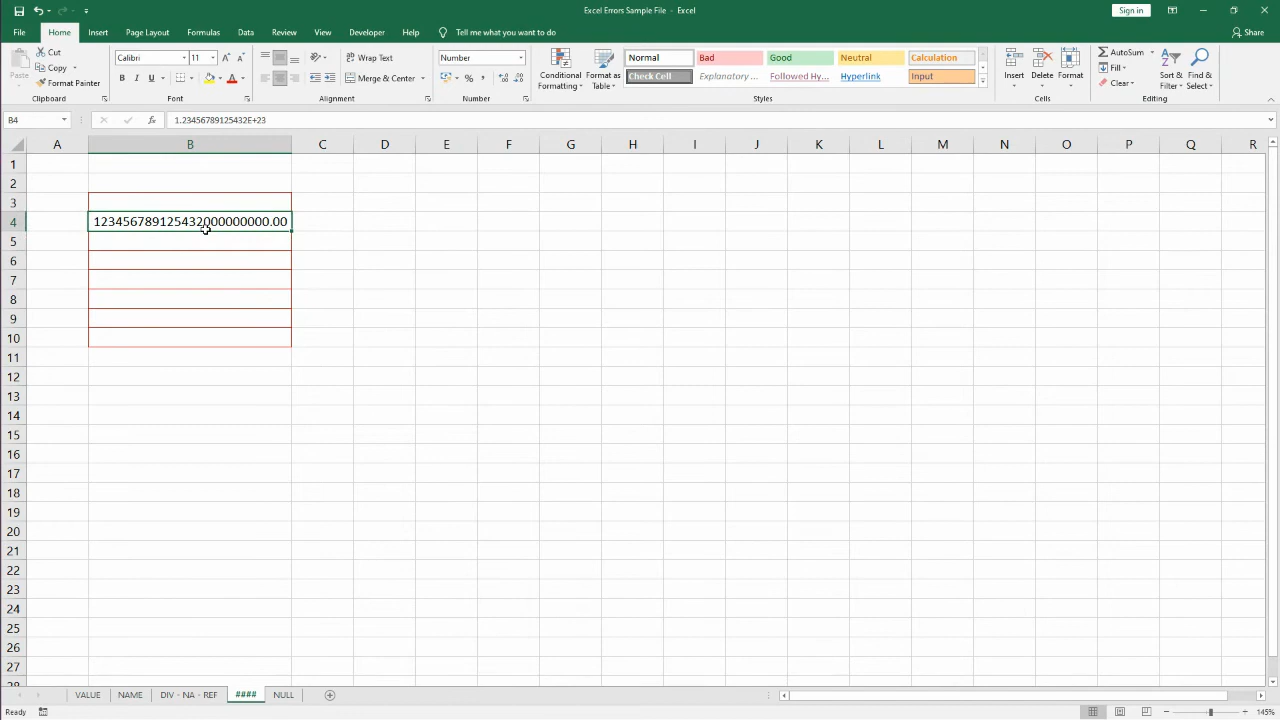 Excel Errors Sample File - Excel
Sign in
File Home Insert Page Layout Formulas Data Review View Developer Help Tell me what you want to do Share
Paste
Cut
Copy
Format Painter
Clipboard
Calibri 11 A A
B I U A
Font
Wrap Text
Merge & Center
Alignment
Number
% ,
Number
Conditional Formatting
Format as Table
Normal Bad Good Neutral Calculation
Check Cell Explanatory ... Followed Hy... Hyperlink Input
Styles
Insert Delete Format
Cells
AutoSum
Fill
Clear
Sort & Filter
Find & Select
Editing
B4 fx 1.23456789125432E+23
A B C D E F G H I J K L M N O P Q R
1
2
3
4 123456789125432000000000.00
5
6
7
8
9
10
11
12
13
14
15
16
17
18
19
20
21
22
23
24
25
26
27
28
VALUE NAME DIV - NA - REF #### NULL
Ready 145%